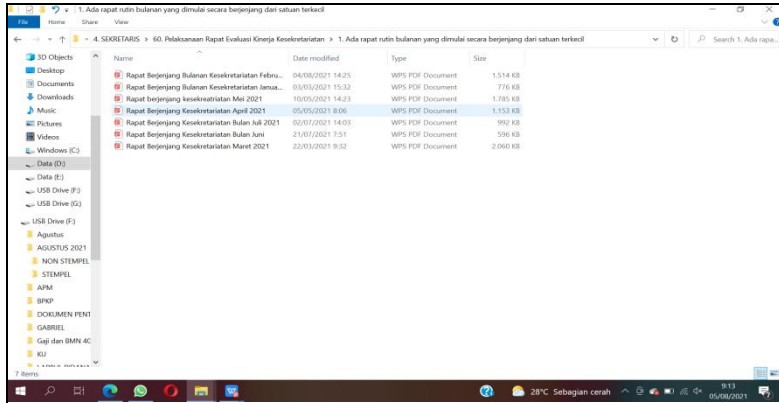 1. Ada rapat rutin bulanan yang dimulai secara berjenjang dari satuan terkecil
File Home Share View
4. SEKRETARIS > 60. Pelaksanaan Rapat Evaluasi Kinerja Kesekretariatan > 1. Ada rapat rutin bulanan yang dimulai secara berjenjang dari satuan terkecil
Search 1. Ada rapa...
Name Date modified Type Size
Rapat Berjenjang Bulanan Kesekretariatan Febru... 04/08/2021 14:25 WPS PDF Document 1.514 KB
Rapat Berjenjang Bulanan Kesekretariatan Janua... 03/03/2021 15:32 WPS PDF Document 776 KB
Rapat berjenjang kesekreatriatan Mei 2021 10/05/2021 14:23 WPS PDF Document 1.785 KB
Rapat Berjenjang Kesekretariatan April 2021 05/05/2021 8:06 WPS PDF Document 1.153 KB
Rapat Berjenjang Kesekretariatan Bulan Juli 2021 02/07/2021 14:03 WPS PDF Document 992 KB
Rapat Berjenjang Kesekretariatan Bulan Juni 21/07/2021 7:51 WPS PDF Document 596 KB
Rapat Berjenjang Kesekretariatan Maret 2021 22/03/2021 9:32 WPS PDF Document 2.060 KB
3D Objects
Desktop
Documents
Downloads
Music
Pictures
Videos
Windows (C:)
Data (D:)
Data (E:)
USB Drive (F:)
USB Drive (G:)
USB Drive (F:)
Agustus
AGUSTUS 2021
NON STEMPEL
STEMPEL
APM
BPKP
DOKUMEN PENT
GABRIEL
Gaji dan BMN 4C
KU
7 items
28°C Sebagian cerah
9:13
05/08/2021